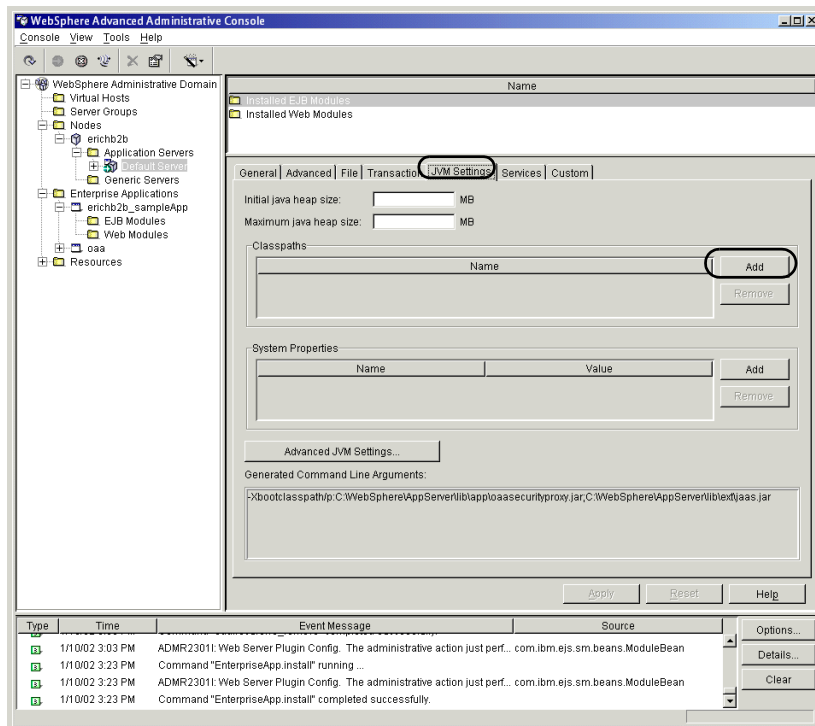 WebSphere Advanced Administrative Console
Console View Tools Help
WebSphere Administrative Domain
Virtual Hosts
Server Groups
Nodes
erichb2b
Application Servers
Default Server
Generic Servers
Enterprise Applications
erichb2b_sampleApp
EJB Modules
Web Modules
oaa
Resources
Name
Installed EJB Modules
Installed Web Modules
General Advanced File Transaction JVM Settings Services Custom
Initial java heap size: MB
Maximum java heap size: MB
Classpaths
Name
Add
Remove
System Properties
Name Value
Add
Remove
Advanced JVM Settings...
Generated Command Line Arguments:
-Xbootclasspath/p:C:\WebSphere\AppServer\lib\app\oaasecurityproxy.jar;C:\WebSphere\AppServer\lib\ext\jaas.jar
Apply Reset Help
Type Time Event Message Source
1/10/02 3:03 PM ADMR2301I: Web Server Plugin Config. The administrative action just perf... com.ibm.ejs.sm.beans.ModuleBean
1/10/02 3:23 PM Command "EnterpriseApp.install" running ...
1/10/02 3:23 PM ADMR2301I: Web Server Plugin Config. The administrative action just perf... com.ibm.ejs.sm.beans.ModuleBean
1/10/02 3:23 PM Command "EnterpriseApp.install" completed successfully.
Options...
Details...
Clear